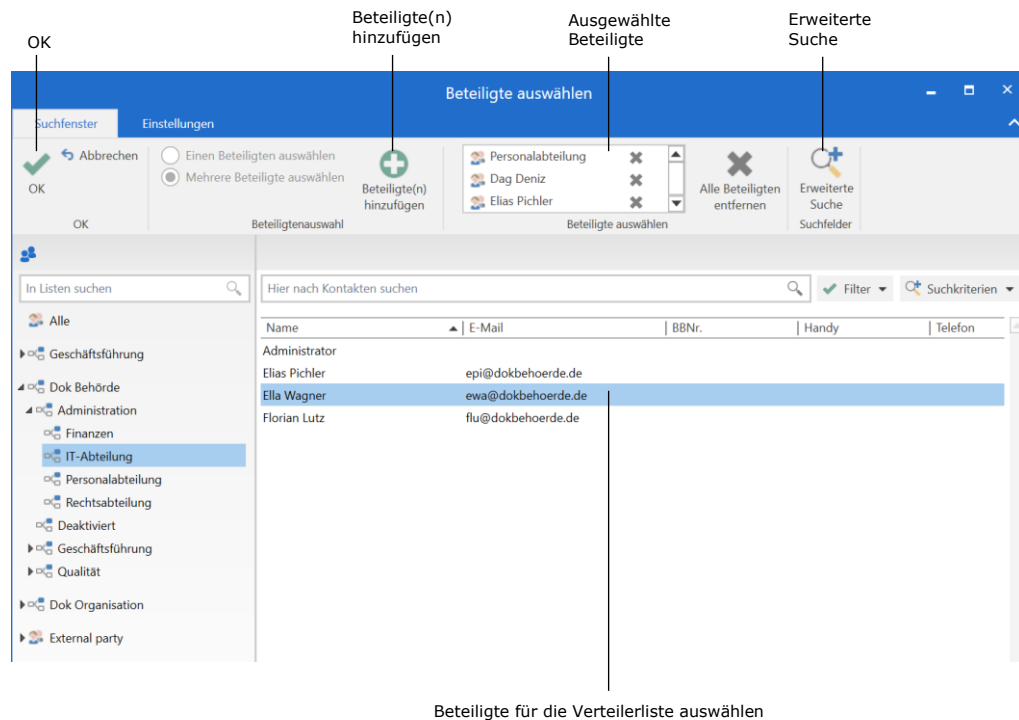 OK
Beteiligte(n)
hinzufügen
Ausgewählte
Beteiligte
Erweiterte
Suche
Beteiligte auswählen
Suchfenster Einstellungen
OK
Abbrechen
OK
Einen Beteiligten auswählen
Mehrere Beteiligte auswählen
Beteiligte(n)
hinzufügen
Beteiligtenauswahl
Personalabteilung
Dag Deniz
Elias Pichler
Alle Beteiligten
entfernen
Beteiligte auswählen
Erweiterte
Suche
Suchfelder
In Listen suchen
Alle
Geschäftsführung
Dok Behörde
Administration
Finanzen
IT-Abteilung
Personalabteilung
Rechtsabteilung
Deaktiviert
Geschäftsführung
Qualität
Dok Organisation
External party
Hier nach Kontakten suchen
Filter
Suchkriterien
Name E-Mail BBNr. Handy Telefon
Administrator
Elias Pichler epi@dokbehoerde.de
Ella Wagner ewa@dokbehoerde.de
Florian Lutz flu@dokbehoerde.de
Beteiligte für die Verteilerliste auswählen